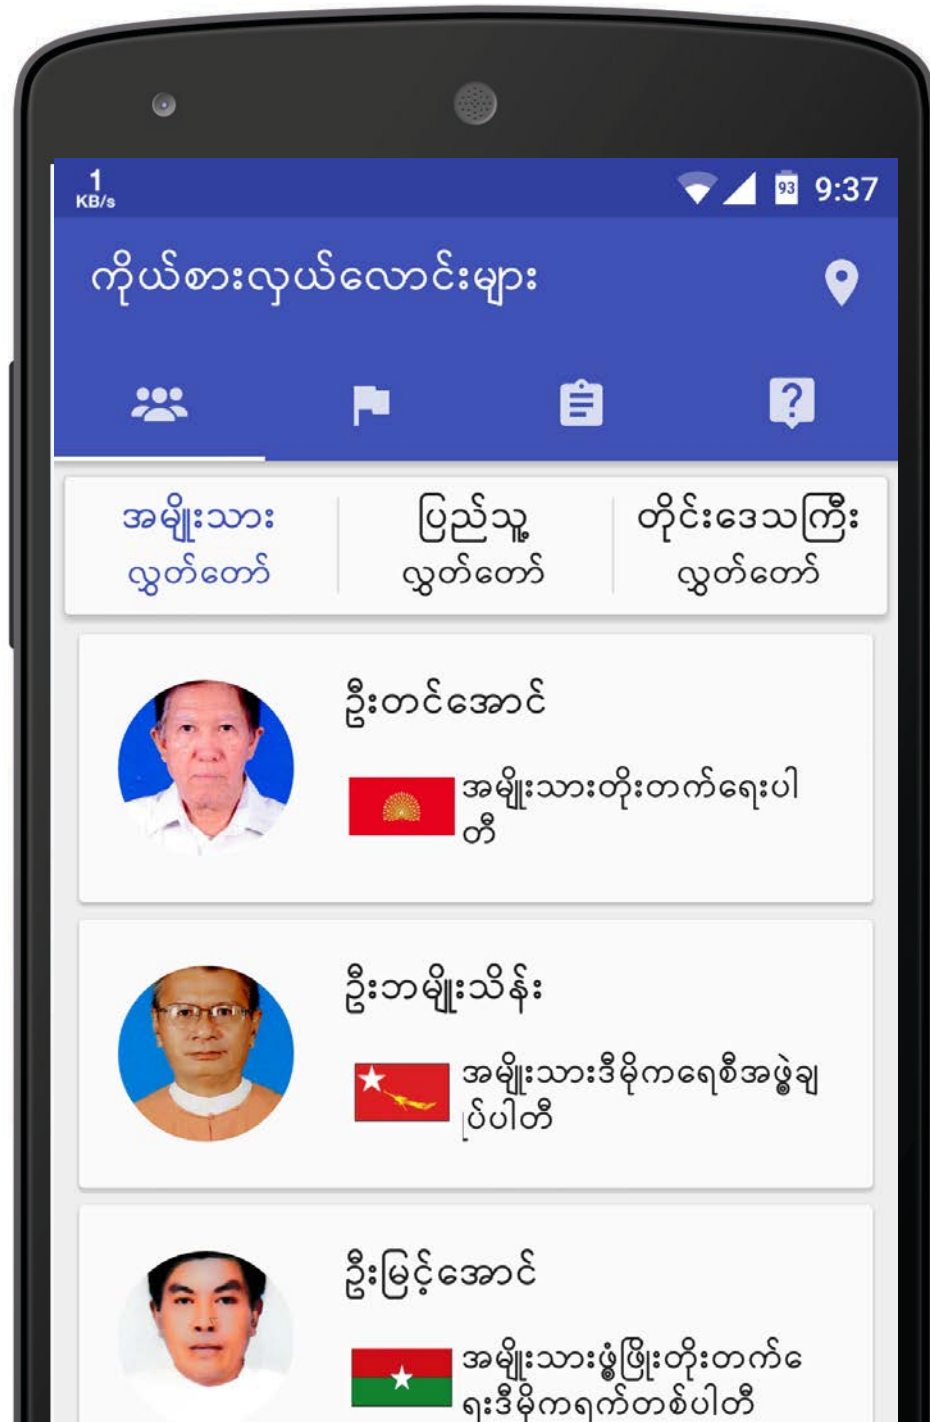 1
KB/s
93
9:37
ကိုယ်စားလှယ်လောင်းများ
အမျိုးသား
လွှတ်တော်
ပြည်သူ့
လွှတ်တော်
တိုင်းဒေသကြီး
လွှတ်တော်
ဦးတင်အောင်
အမျိုးသားတိုးတက်ရေးပါ
တီ
ဦးဘမျိုးသိန်း
အမျိုးသားဒီမိုကရေစီအဖွဲ့ချ
ုပ်ပါတီ
ဦးမြင့်အောင်
အမျိုးသားဖွံ့ဖြိုးတိုးတက်ေ
ရးဒီမိုကရက်တစ်ပါတီ